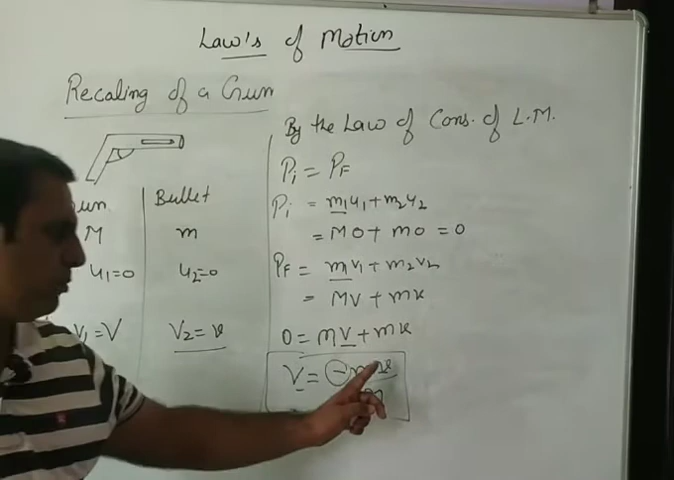 Law's of Motion
Recaling of a Gun
Bullet
M
m
u1=0
u2=0
V1=V
V2=v
By the Law of Cons. of L.M.
Pi = PF
Pi = m1u1+m2u2
= M0+m0=0
PF = m1v1+m2v2
= MV+mv
0= MV+mv
V=